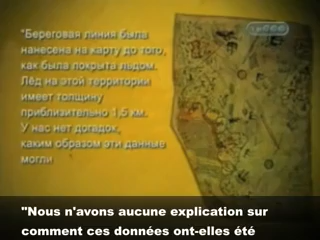 "Береговая линия была
нанесена на карту до того,
как была покрыта льдом.
Лёд на этой территории
имеет толщину
приблизительно 1,5 км.
У нас нет догадок,
каким образом эти данные
могли
"Nous n'avons aucune explication sur
comment ces données ont-elles été